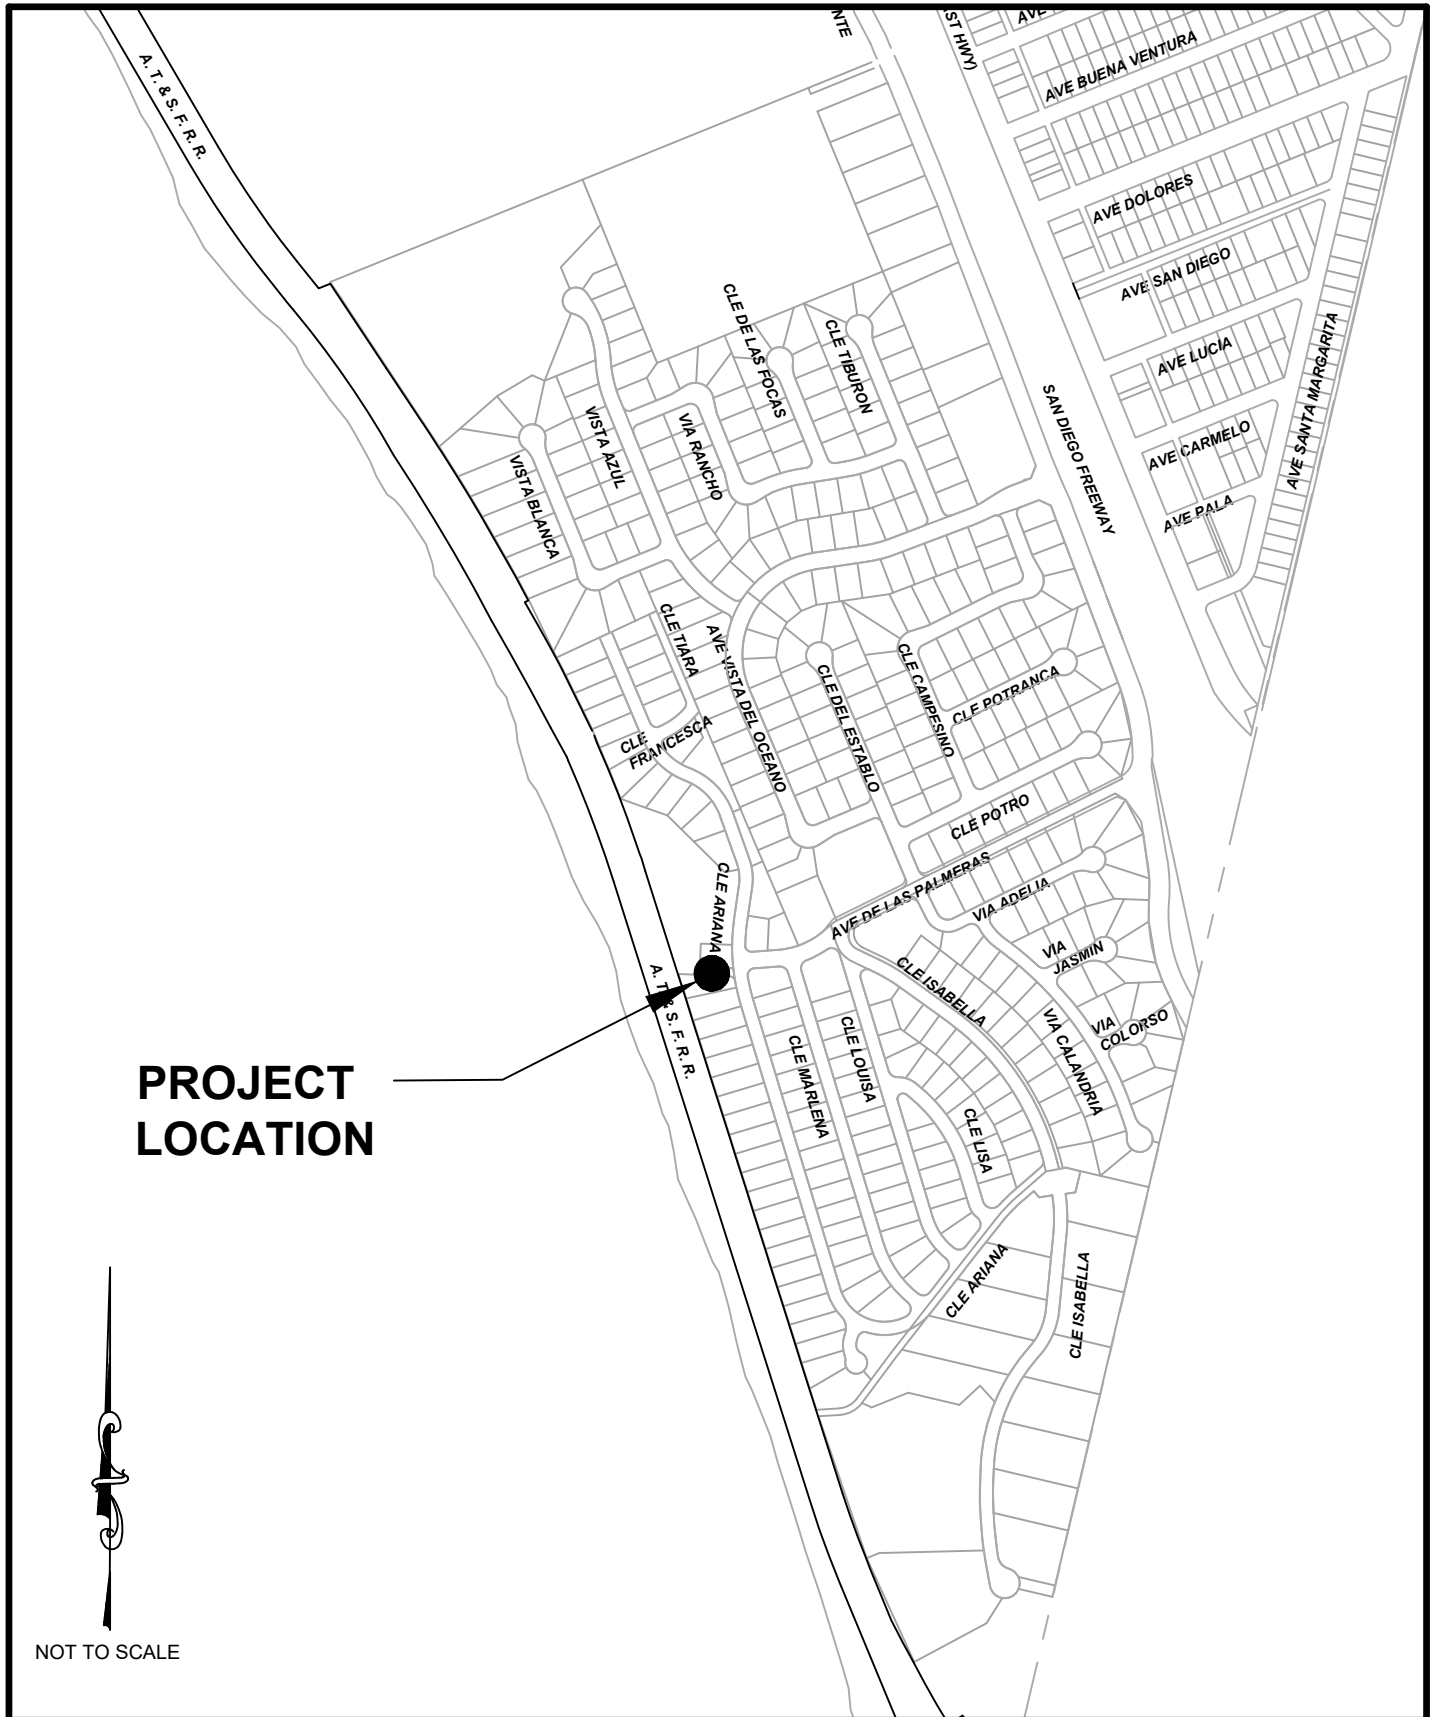 NTE
ST HWY)
AVE
AVE BUENA VENTURA
A. T. & S. F. R. R.
AVE DOLORES
AVE SAN DIEGO
AVE LUCIA
AVE SANTA MARGARITA
AVE CARMELO
AVE PALA
SAN DIEGO FREEWAY
CLE DE LAS FOCAS
CLE TIBURON
VISTA AZUL
VIA RANCHO
VISTA BLANCA
CLE TIARA
AVE VISTA DEL OCEANO
CLE DEL ESTABLO
CLE CAMPESINO
CLE POTRANCA
CLE
FRANCESCA
CLE POTRO
AVE DE LAS PALMERAS
VIA ADELIA
CLE ARIANA
VIA
JASMIN
CLE ISABELLA
A. T. & S. F. R. R.
VIA
COLORSO
VIA CALANDRIA
CLE LOUISA
CLE MARLENA
PROJECT
LOCATION
CLE LISA
CLE ARIANA
CLE ISABELLA
NOT TO SCALE